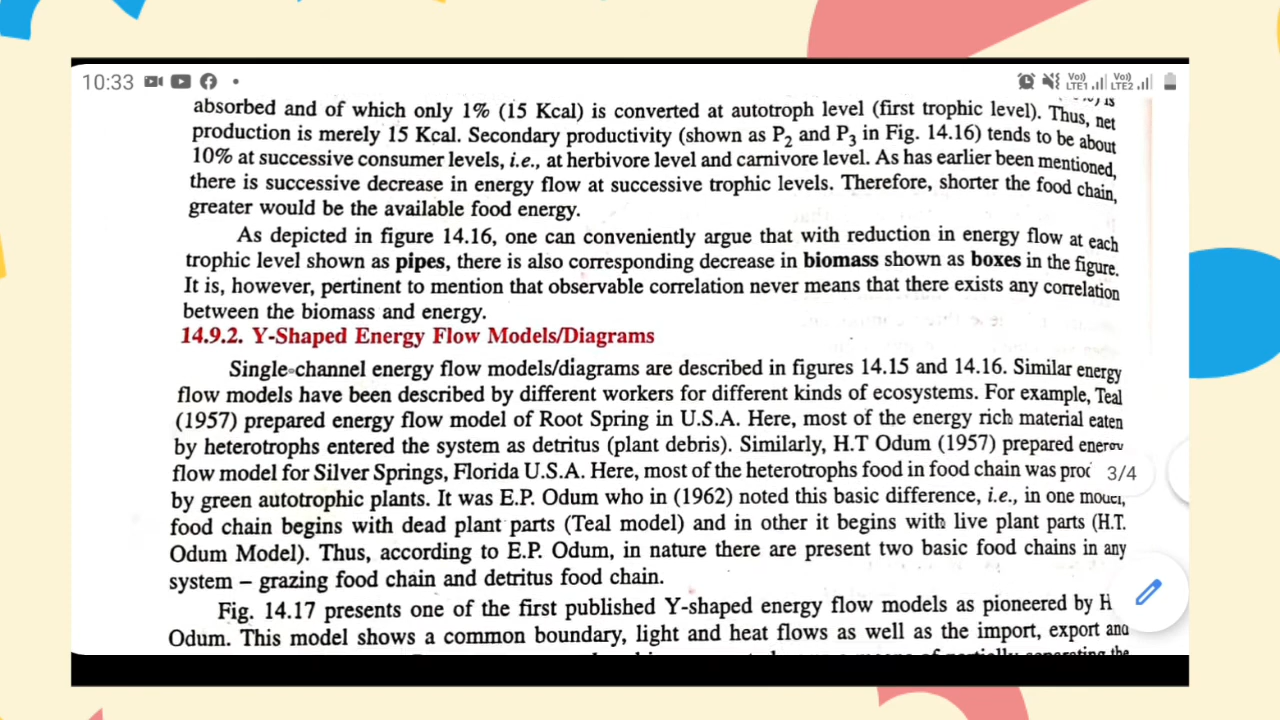 10:33
Vo)) LTE1 Vo)) LTE2
absorbed and of which only 1% (15 Kcal) is converted at autotroph level (first trophic level). Thus, net
production is merely 15 Kcal. Secondary productivity (shown as P2 and P3 in Fig. 14.16) tends to be about
10% at successive consumer levels, i.e., at herbivore level and carnivore level. As has earlier been mentioned,
there is successive decrease in energy flow at successive trophic levels. Therefore, shorter the food chain,
greater would be the available food energy.
As depicted in figure 14.16, one can conveniently argue that with reduction in energy flow at each
trophic level shown as pipes, there is also corresponding decrease in biomass shown as boxes in the figure.
It is, however, pertinent to mention that observable correlation never means that there exists any correlation
between the biomass and energy.
14.9.2. Y-Shaped Energy Flow Models/Diagrams
Single-channel energy flow models/diagrams are described in figures 14.15 and 14.16. Similar energy
flow models have been described by different workers for different kinds of ecosystems. For example, Teal
(1957) prepared energy flow model of Root Spring in U.S.A. Here, most of the energy rich material eaten
by heterotrophs entered the system as detritus (plant debris). Similarly, H.T Odum (1957) prepared energy
flow model for Silver Springs, Florida U.S.A. Here, most of the heterotrophs food in food chain was
3/4
by green autotrophic plants. It was E.P. Odum who in (1962) noted this basic difference, i.e., in one model,
food chain begins with dead plant parts (Teal model) and in other it begins with live plant parts (H.T.
Odum Model). Thus, according to E.P. Odum, in nature there are present two basic food chains in any
system – grazing food chain and detritus food chain.
Fig. 14.17 presents one of the first published Y-shaped energy flow models as pioneered by H
Odum. This model shows a common boundary, light and heat flows as well as the import, export and